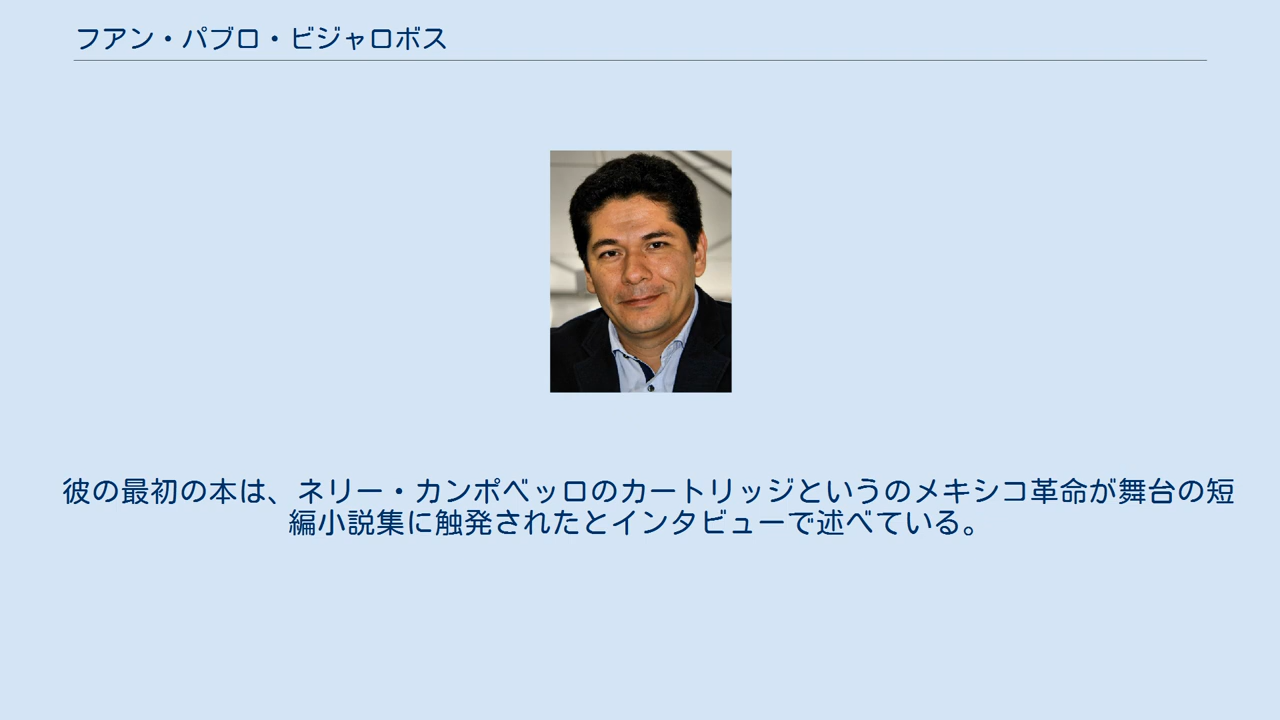 フアン・パブロ・ビジャロボス
彼の最初の本は、ネリー・カンポベッロのカートリッジというのメキシコ革命が舞台の短
編小説集に触発されたとインタビューで述べている。